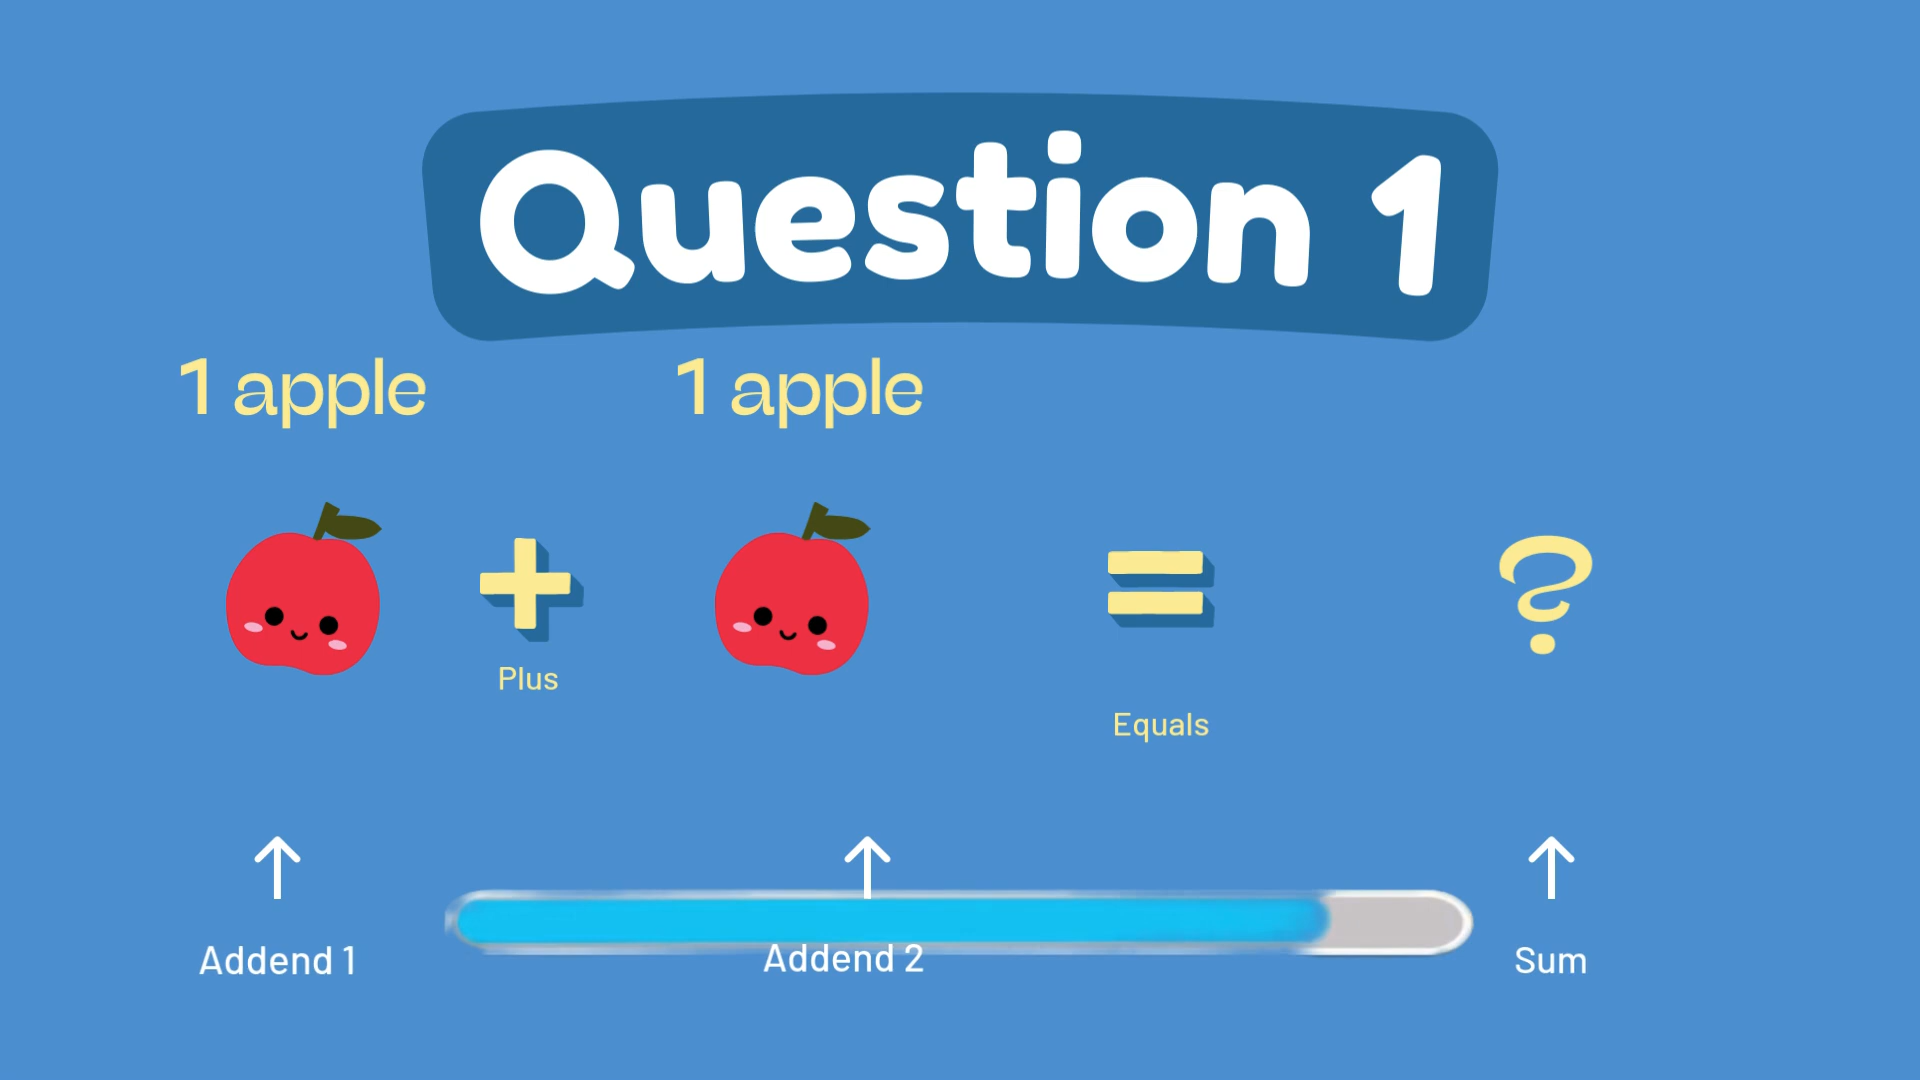 Question 1
1 apple
1 apple
+
=
?
Plus
Equals
Addend 1
Addend 2
Sum